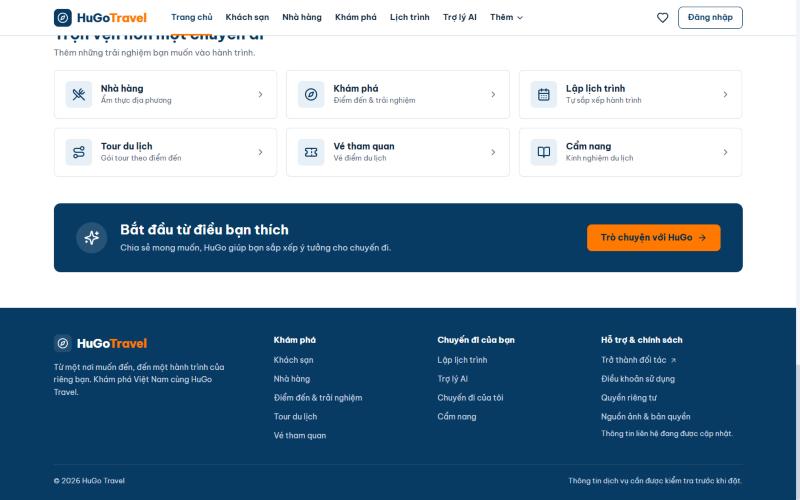 HuGoTravel
Trang chủ
Khách sạn
Nhà hàng
Khám phá
Lịch trình
Trợ lý AI
Thêm
Đăng nhập
Trọn vẹn hơn một chuyến đi
Thêm những trải nghiệm bạn muốn vào hành trình.
Nhà hàng
Ẩm thực địa phương
Khám phá
Điểm đến & trải nghiệm
Lập lịch trình
Tự sắp xếp hành trình
Tour du lịch
Gói tour theo điểm đến
Vé tham quan
Vé điểm du lịch
Cẩm nang
Kinh nghiệm du lịch
Bắt đầu từ điều bạn thích
Chia sẻ mong muốn, HuGo giúp bạn sắp xếp ý tưởng cho chuyến đi.
Trò chuyện với HuGo →
HuGoTravel
Từ một nơi muốn đến, đến một hành trình của
riêng bạn. Khám phá Việt Nam cùng HuGo
Travel.
Khám phá
Khách sạn
Nhà hàng
Điểm đến & trải nghiệm
Tour du lịch
Vé tham quan
Chuyến đi của bạn
Lập lịch trình
Trợ lý AI
Chuyến đi của tôi
Cẩm nang
Hỗ trợ & chính sách
Trở thành đối tác ↗
Điều khoản sử dụng
Quyền riêng tư
Nguồn ảnh & bản quyền
Thông tin liên hệ đang được cập nhật.
© 2026 HuGo Travel
Thông tin dịch vụ cần được kiểm tra trước khi đặt.